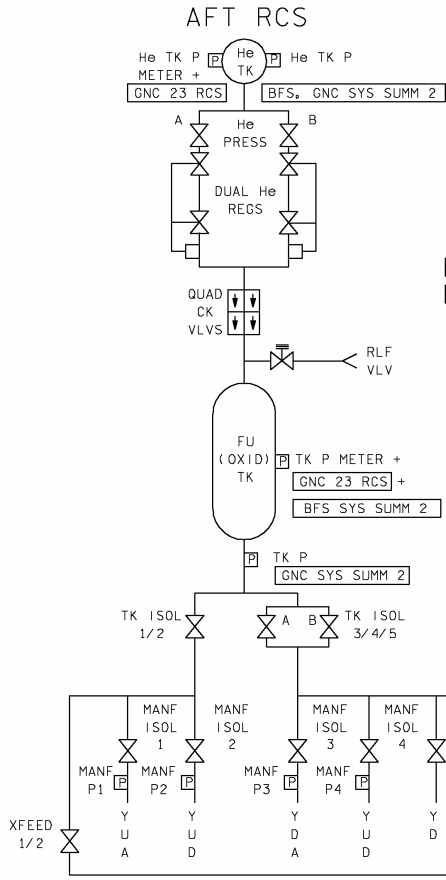 AFT RCS
He TK P
METER +
GNC 23 RCS
P
He
TK
P
He TK P
BFS, GNC SYS SUMM 2
A
He
PRESS
B
DUAL He
REGS
QUAD
CK
VLVS
RLF
VLV
FU
(OXID)
TK
P
TK P METER +
GNC 23 RCS +
BFS SYS SUMM 2
P
TK P
GNC SYS SUMM 2
TK ISOL
1/2
A
B
TK ISOL
3/4/5
MANF
ISOL
1
MANF
ISOL
2
MANF
ISOL
3
MANF
ISOL
4
MANF
P1
P
MANF
P2
P
MANF
P3
P
MANF
P4
P
XFEED
1/2
Y
U
A
Y
U
D
Y
D
A
Y
U
D
Y
D